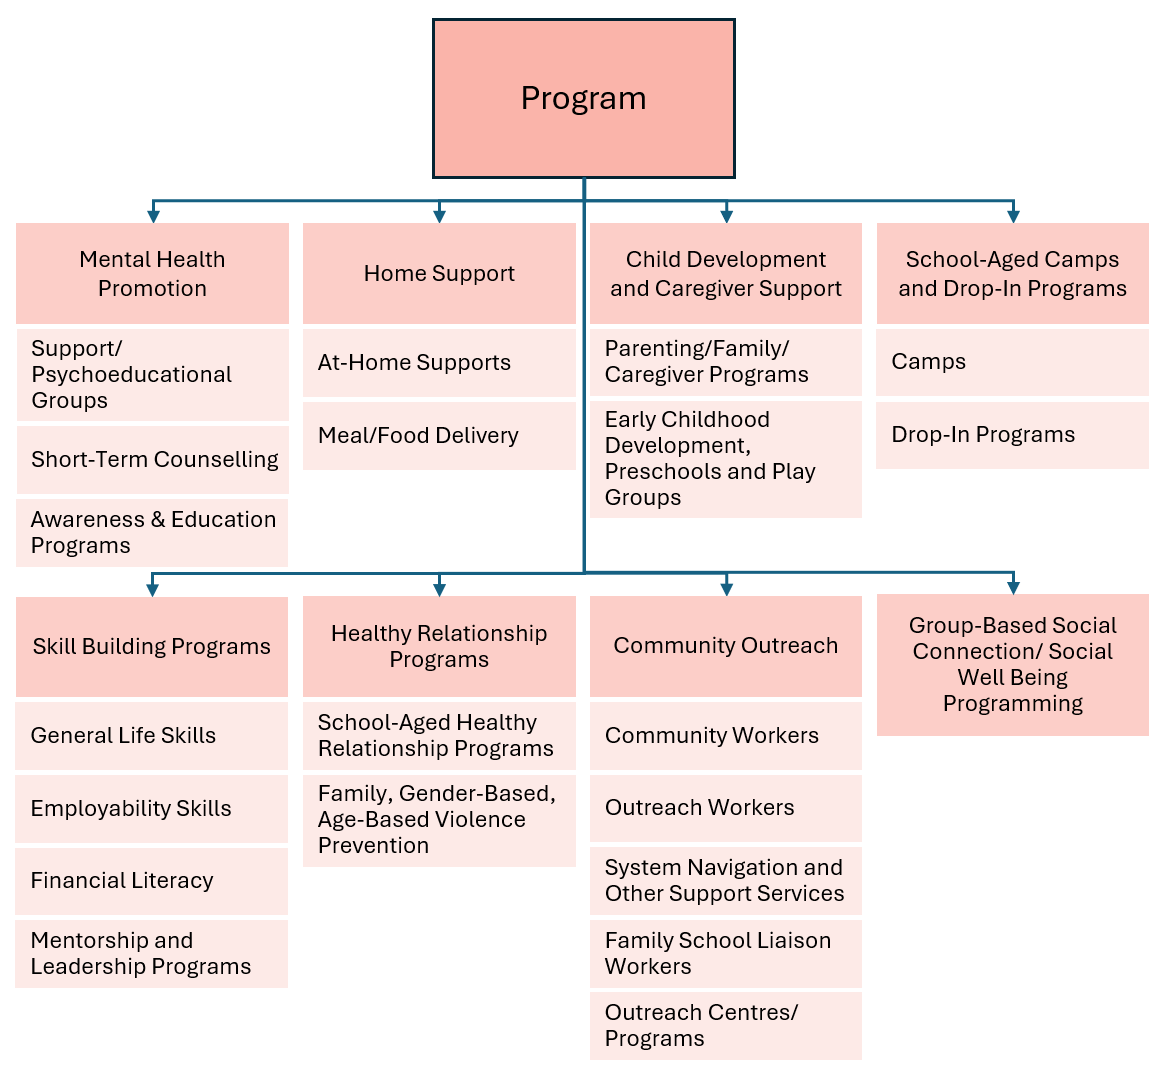 Program
Mental Health
Promotion
Support/
Psychoeducational
Groups
Short-Term Counselling
Awareness & Education
Programs
Home Support
At-Home Supports
Meal/Food Delivery
Child Development
and Caregiver Support
Parenting/Family/
Caregiver Programs
Early Childhood
Development,
Preschools and Play
Groups
School-Aged Camps
and Drop-In Programs
Camps
Drop-In Programs
Skill Building Programs
General Life Skills
Employability Skills
Financial Literacy
Mentorship and
Leadership Programs
Healthy Relationship
Programs
School-Aged Healthy
Relationship Programs
Family, Gender-Based,
Age-Based Violence
Prevention
Community Outreach
Community Workers
Outreach Workers
System Navigation and
Other Support Services
Family School Liaison
Workers
Outreach Centres/
Programs
Group-Based Social
Connection/ Social
Well Being
Programming